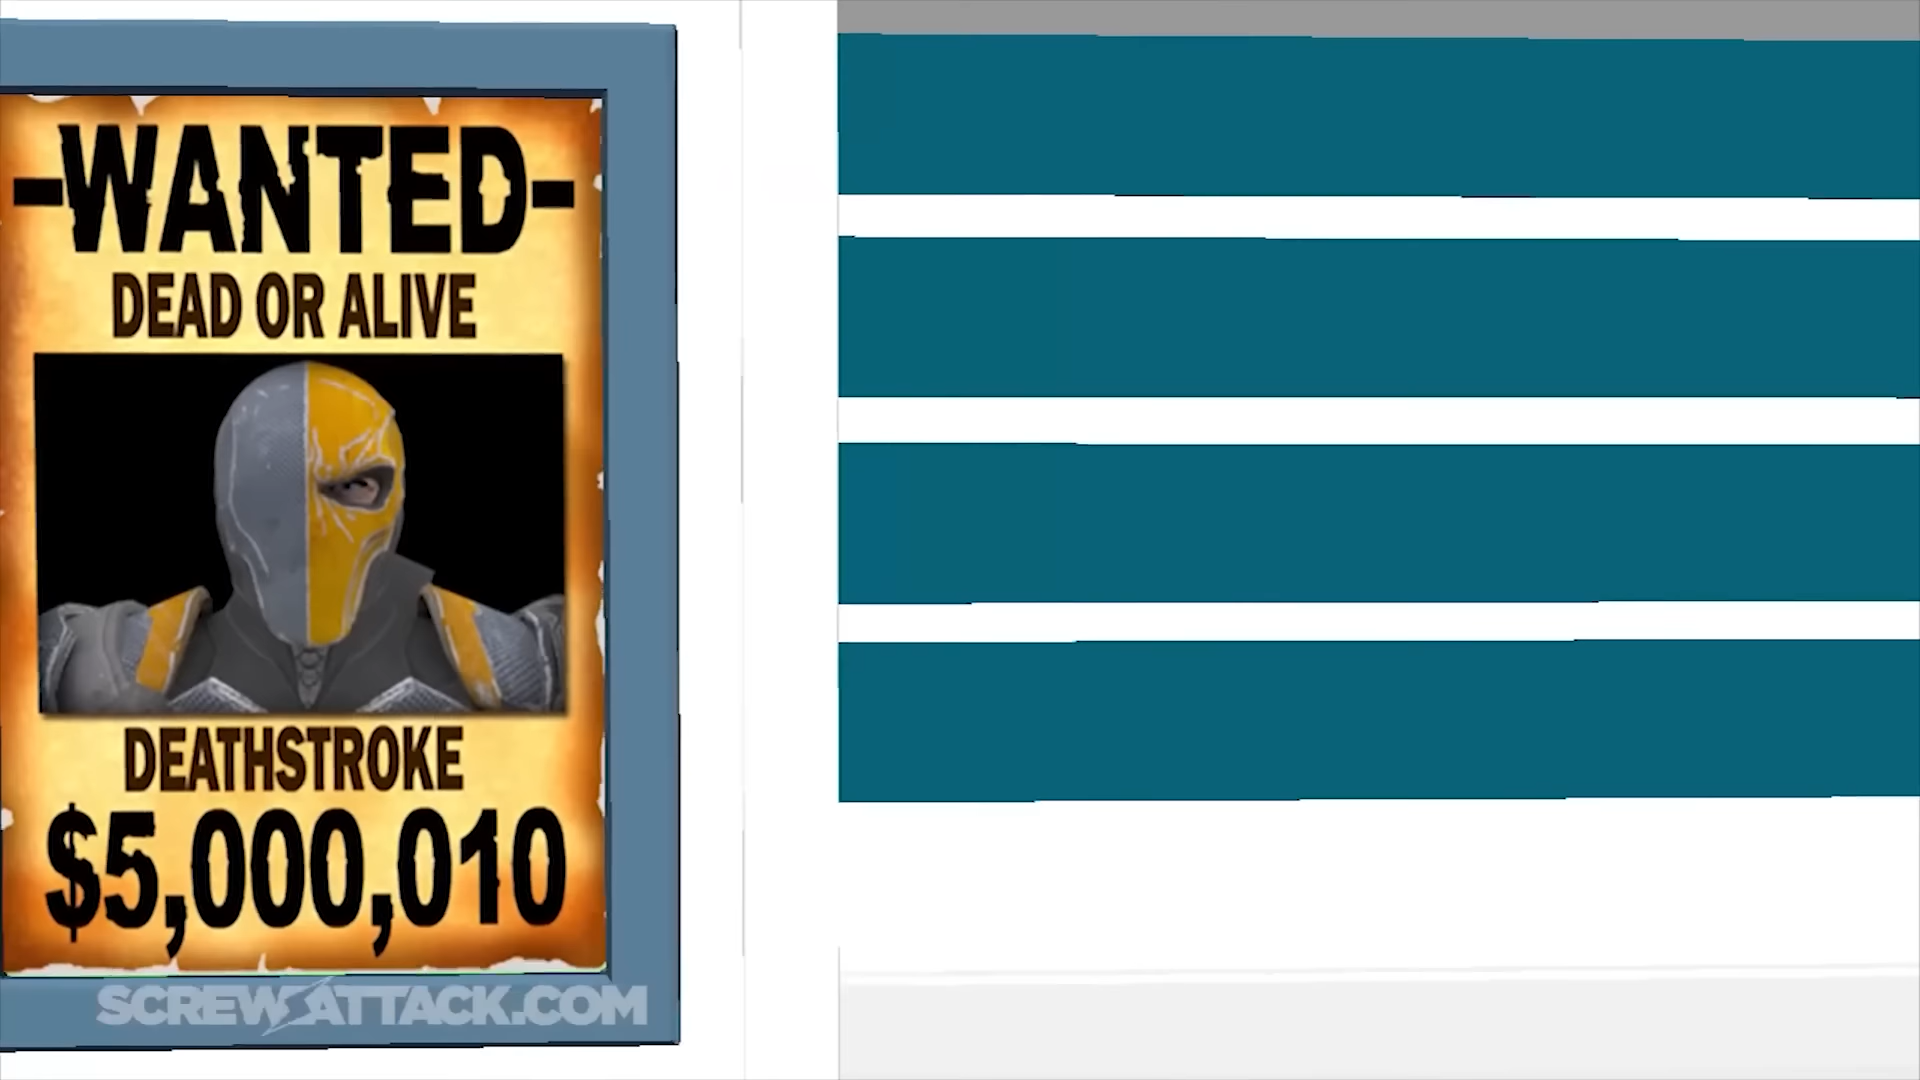 -WANTED-
DEAD OR ALIVE
DEATHSTROKE
$5,000,010
SCREWATTACK.COM